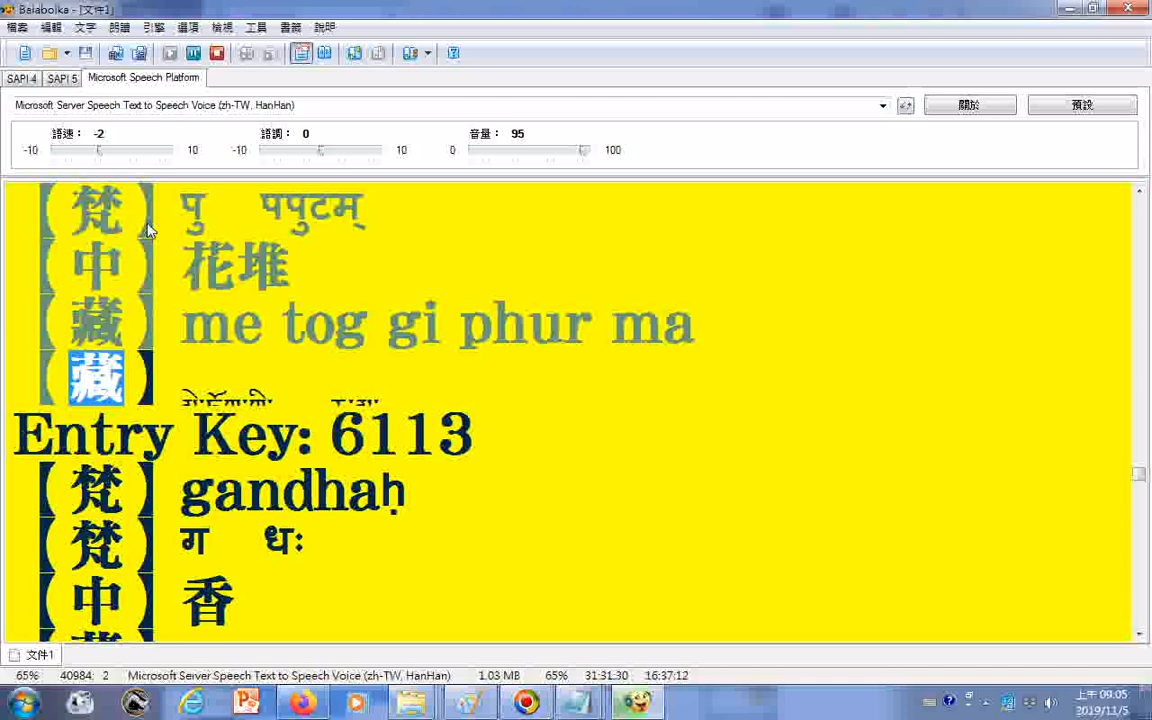 Balabolka - [文件1]
檔案 編輯 文字 朗讀 引擎 選項 檢視 工具 書籤 說明
SAPI 4 SAPI 5 Microsoft Speech Platform
Microsoft Server Speech Text to Speech Voice (zh-TW, HanHan) 關於 預設
語速: -2 語調: 0 音量: 95
-10 10 -10 10 0 100
【梵】 पु पपुटम्
【中】 花堆
【藏】 me tog gi phur ma
【藏】
Entry Key: 6113
【梵】 gandhaḥ
【梵】 ग धः
【中】 香
文件1
65% 40984: 2 Microsoft Server Speech Text to Speech Voice (zh-TW, HanHan) 1.03 MB 65% 31:31:30 16:37:12
上午 09:05
2019/11/5